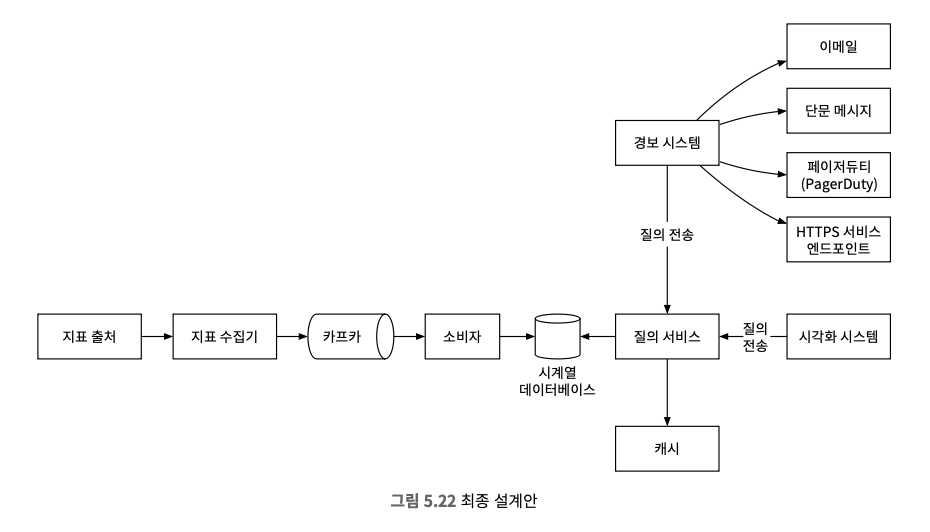 이메일
단문 메시지
경보 시스템
페이저듀티
(PagerDuty)
HTTPS 서비스
엔드포인트
질의 전송
지표 출처
지표 수집기
카프카
소비자
시계열
데이터베이스
질의 서비스
질의
전송
시각화 시스템
캐시
그림 5.22 최종 설계안